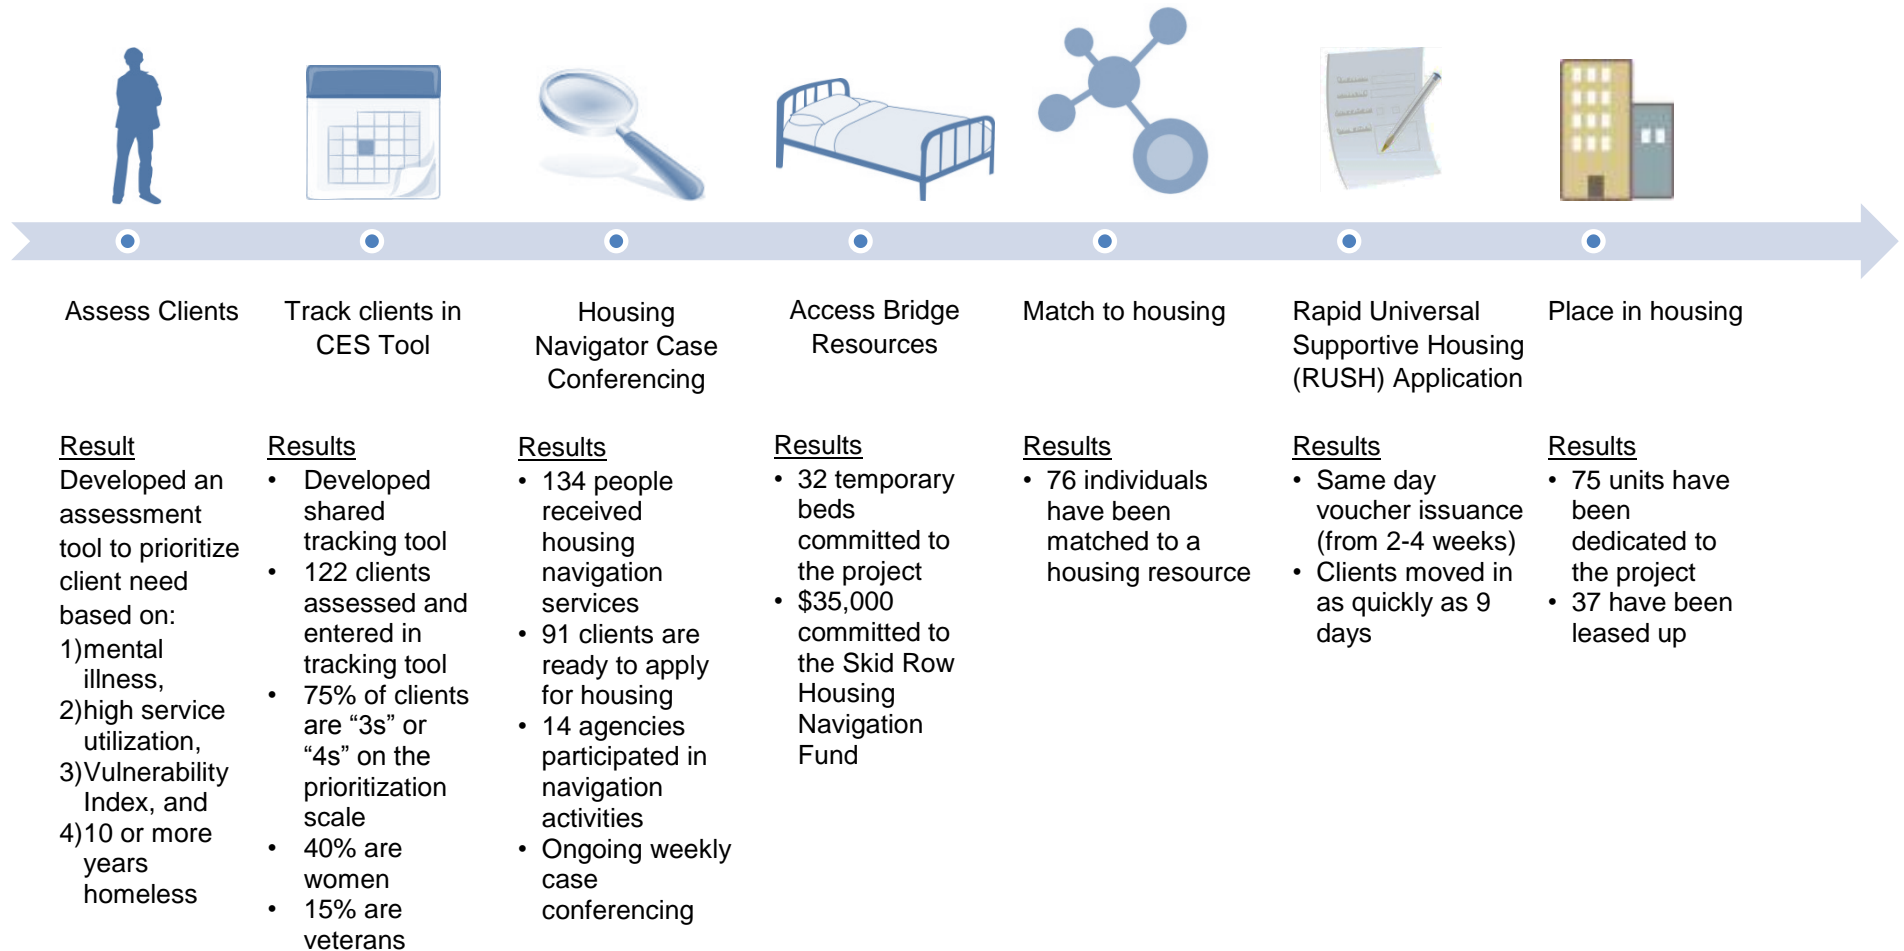 Assess Clients
Track clients in
CES Tool
Housing
Navigator Case
Conferencing
Access Bridge
Resources
Match to housing
Rapid Universal
Supportive Housing
(RUSH) Application
Place in housing
Result
Developed an
assessment
tool to prioritize
client need
based on:
1)mental
illness,
2)high service
utilization,
3)Vulnerability
Index, and
4)10 or more
years
homeless
Results
• Developed
shared
tracking tool
• 122 clients
assessed and
entered in
tracking tool
• 75% of clients
are “3s” or
“4s” on the
prioritization
scale
• 40% are
women
• 15% are
veterans
Results
• 134 people
received
housing
navigation
services
• 91 clients are
ready to apply
for housing
• 14 agencies
participated in
navigation
activities
• Ongoing weekly
case
conferencing
Results
• 32 temporary
beds
committed to
the project
• $35,000
committed to
the Skid Row
Housing
Navigation
Fund
Results
• 76 individuals
have been
matched to a
housing resource
Results
• Same day
voucher issuance
(from 2-4 weeks)
• Clients moved in
as quickly as 9
days
Results
• 75 units have
been
dedicated to
the project
• 37 have been
leased up